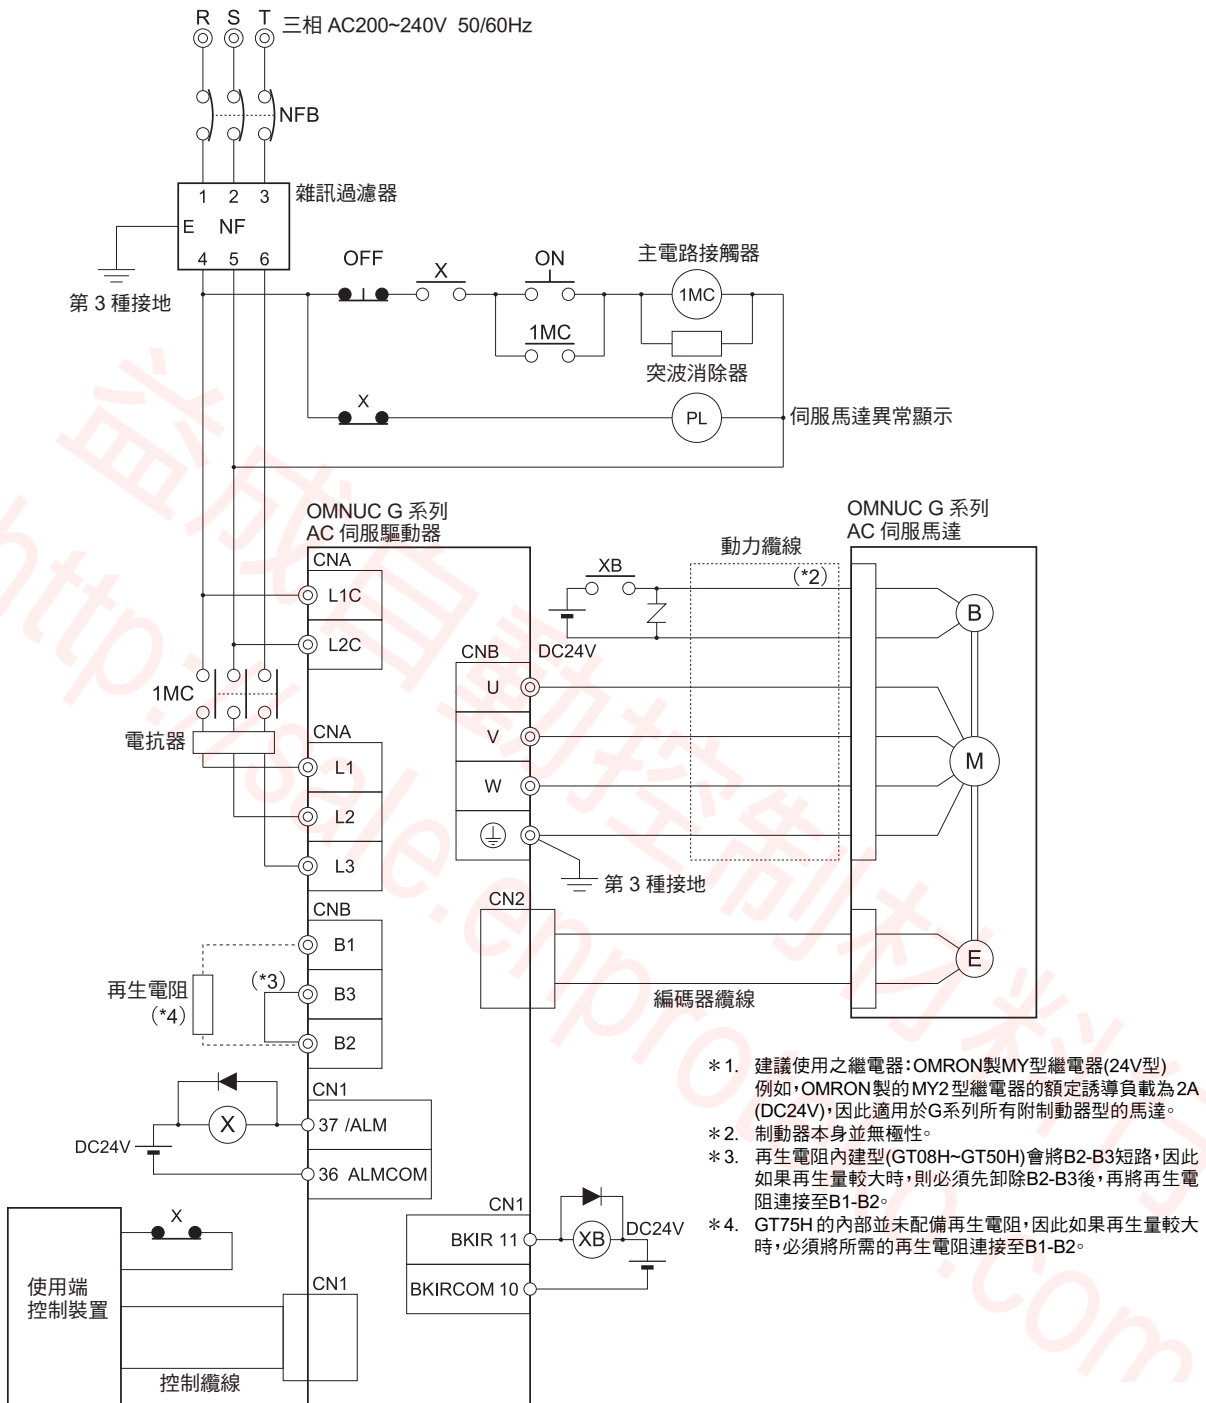 R S T
三相 AC200~240V 50/60Hz
NFB
1 2 3
雜訊過濾器
E NF
4 5 6
第 3 種接地
OFF
X
ON
主電路接觸器
1MC
1MC
突波消除器
X
PL
伺服馬達異常顯示
OMNUC G 系列
AC 伺服驅動器
CNA
L1C
L2C
1MC
電抗器
CNA
L1
L2
L3
CNB
B1
B3
B2
再生電阻
(*4)
(*3)
XB
DC24V
動力纜線
(*2)
OMNUC G 系列
AC 伺服馬達
B
CNB
U
V
W
M
第 3 種接地
CN2
E
編碼器纜線
X
DC24V
CN1
37 /ALM
36 ALMCOM
CN1
BKIR 11
BKIRCOM 10
XB
DC24V
X
使用端
控制裝置
CN1
控制纜線
＊1. 建議使用之繼電器：OMRON製MY型繼電器(24V型)
例如，OMRON製的MY2型繼電器的額定誘導負載為2A
(DC24V)，因此適用於G系列所有附制動器型的馬達。
＊2. 制動器本身並無極性。
＊3. 再生電阻內建型(GT08H~GT50H)會將B2-B3短路，因此
如果再生量較大時，則必須先卸除B2-B3後，再將再生電
阻連接至B1-B2。
＊4. GT75H的內部並未配備再生電阻，因此如果再生量較大
時，必須將所需的再生電阻連接至B1-B2。
益成自動控制材料行
http://sale.enproteko.com